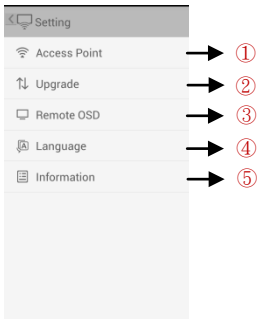 Setting
Access Point ①
Upgrade ②
Remote OSD ③
Language ④
Information ⑤